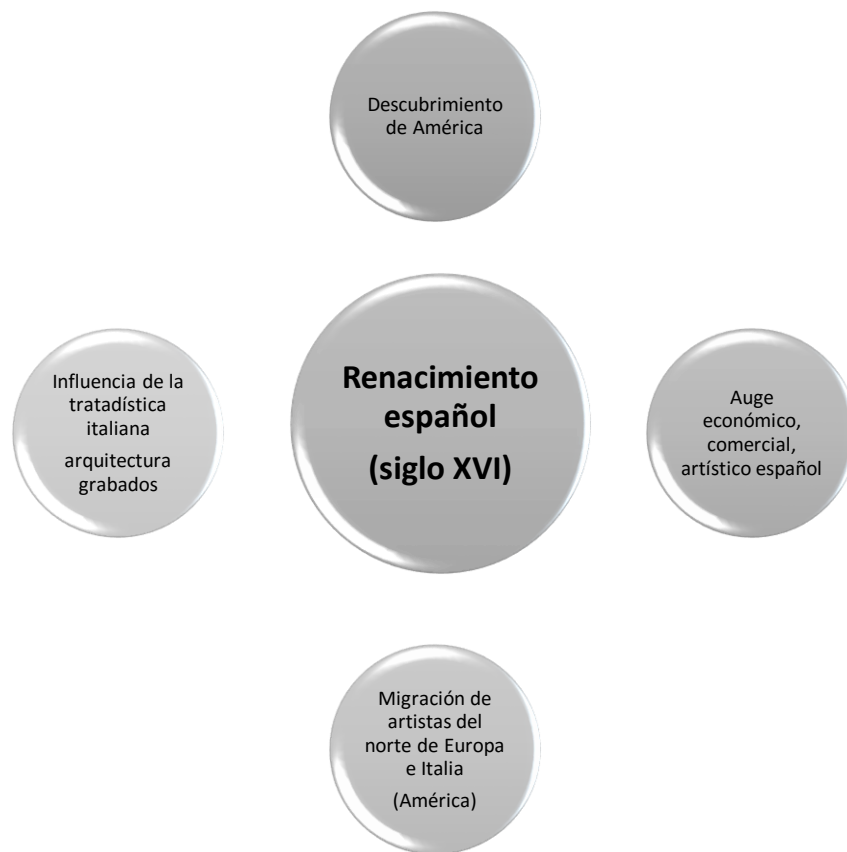 Descubrimiento
de América
Influencia de la
tratadística
italiana
arquitectura
grabados
Renacimiento
español
(siglo XVI)
Auge
económico,
comercial,
artístico español
Migración de
artistas del
norte de Europa
e Italia
(América)